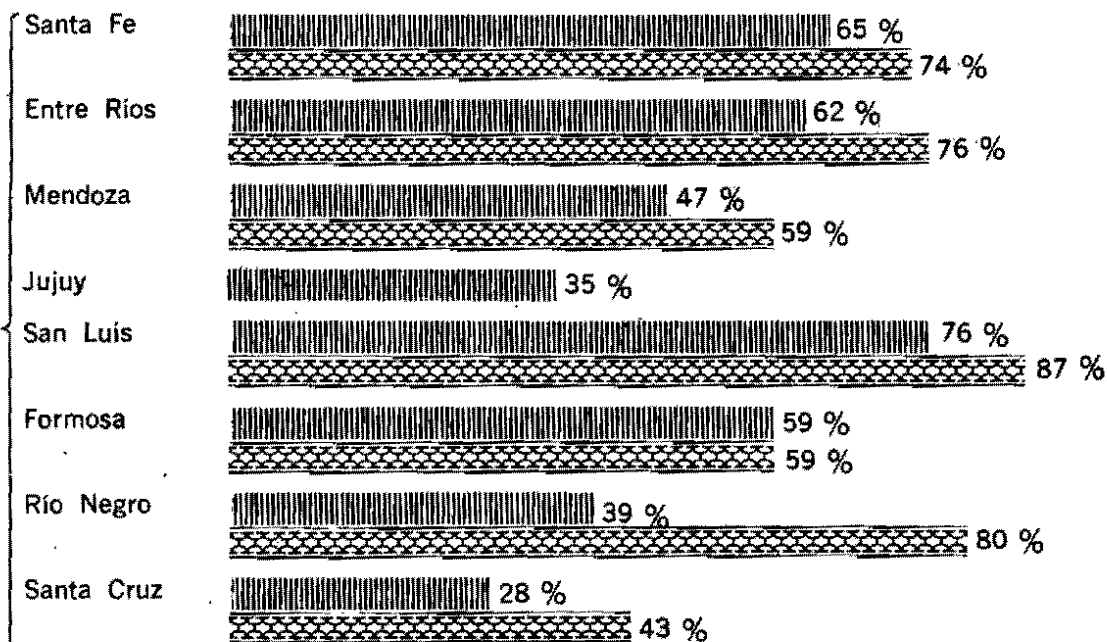 Santa Fe 65 %
74 %
Entre Ríos 62 %
76 %
Mendoza 47 %
59 %
Jujuy 35 %
San Luis 76 %
87 %
Formosa 59 %
59 %
Río Negro 39 %
80 %
Santa Cruz 28 %
43 %